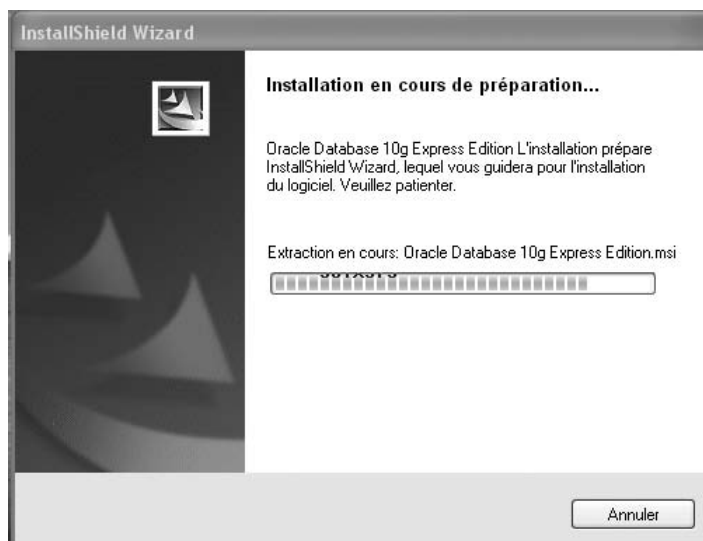 InstallShield Wizard
Installation en cours de préparation...
Oracle Database 10g Express Edition L'installation prépare
InstallShield Wizard, lequel vous guidera pour l'installation
du logiciel. Veuillez patienter.
Extraction en cours: Oracle Database 10g Express Edition.msi
Annuler